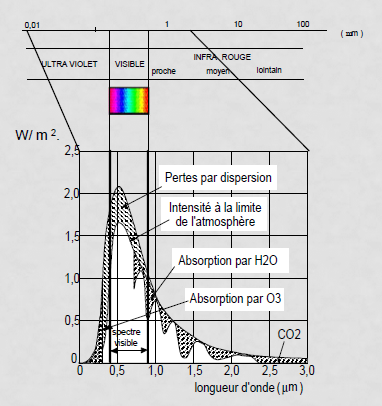 0,01 1 10 100 (µm)
ULTRA VIOLET VISIBLE INFRA ROUGE
proche moyen lointain
W/ m².
2,5
2,0
1,5
1,0
0,5
0
Pertes par dispersion
Intensité à la limite
de l'atmosphère
Absorption par H2O
Absorption par O3
CO2
spectre
visible
0 0,5 1,0 1,5 2,0 2,5 3,0
longueur d'onde (µm)